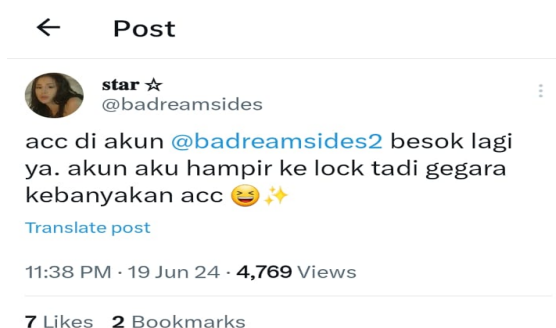 Post
star ☆
@badreamsides
acc di akun @badreamsides2 besok lagi
ya. akun aku hampir ke lock tadi gegara
kebanyakan acc 😆✨
Translate post
11:38 PM · 19 Jun 24 · 4,769 Views
7 Likes 2 Bookmarks